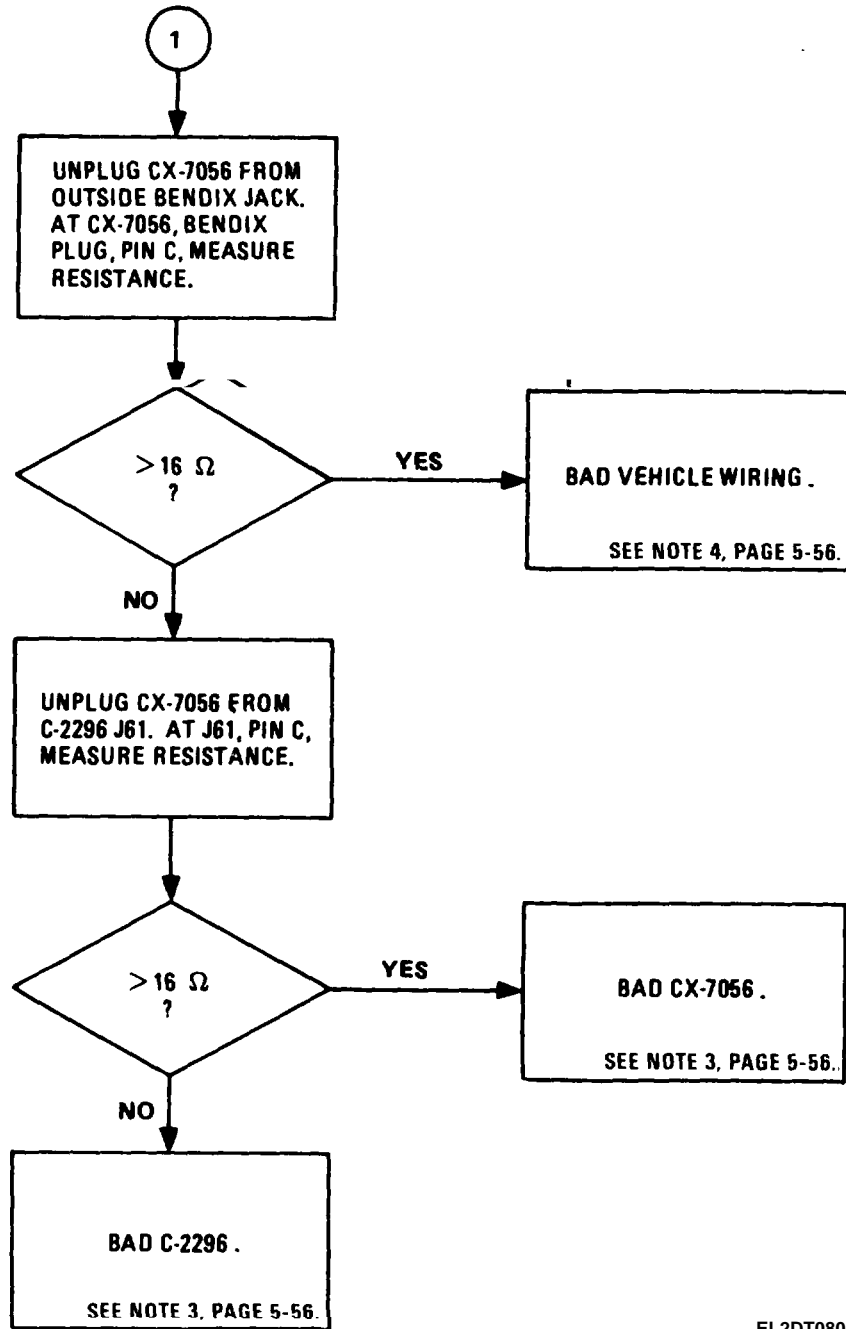 1
UNPLUG CX-7056 FROM
OUTSIDE BENDIX JACK.
AT CX-7056, BENDIX
PLUG, PIN C, MEASURE
RESISTANCE.
>16 Ω
?
YES
BAD VEHICLE WIRING.
SEE NOTE 4, PAGE 5-56.
NO
UNPLUG CX-7056 FROM
C-2296 J61. AT J61, PIN C,
MEASURE RESISTANCE.
>16 Ω
?
YES
BAD CX-7056.
SEE NOTE 3, PAGE 5-56.
NO
BAD C-2296.
SEE NOTE 3, PAGE 5-56.
EL2DT080